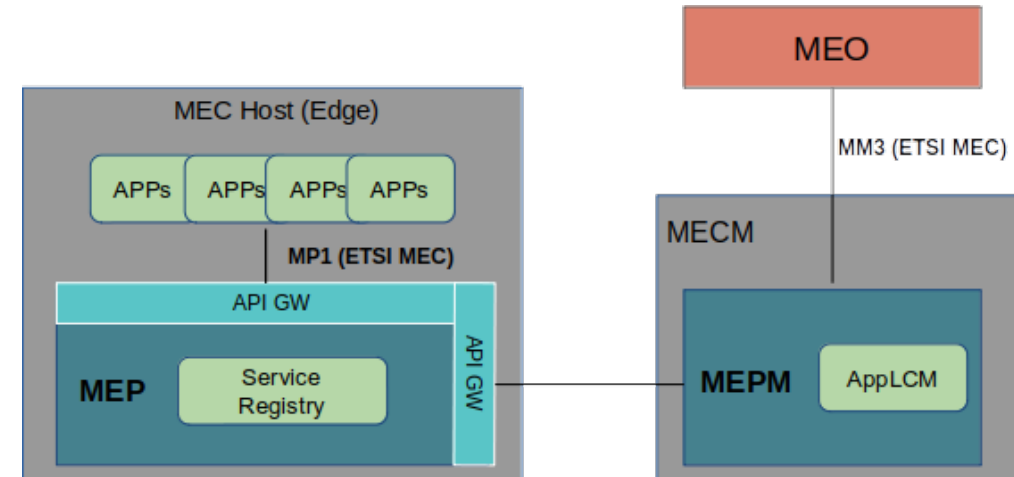 MEO
MEC Host (Edge)
MM3 (ETSI MEC)
APPs
APPs
APPs
APPs
MECM
MP1 (ETSI MEC)
API GW
API GW
MEP
Service
Registry
MEPM
AppLCM